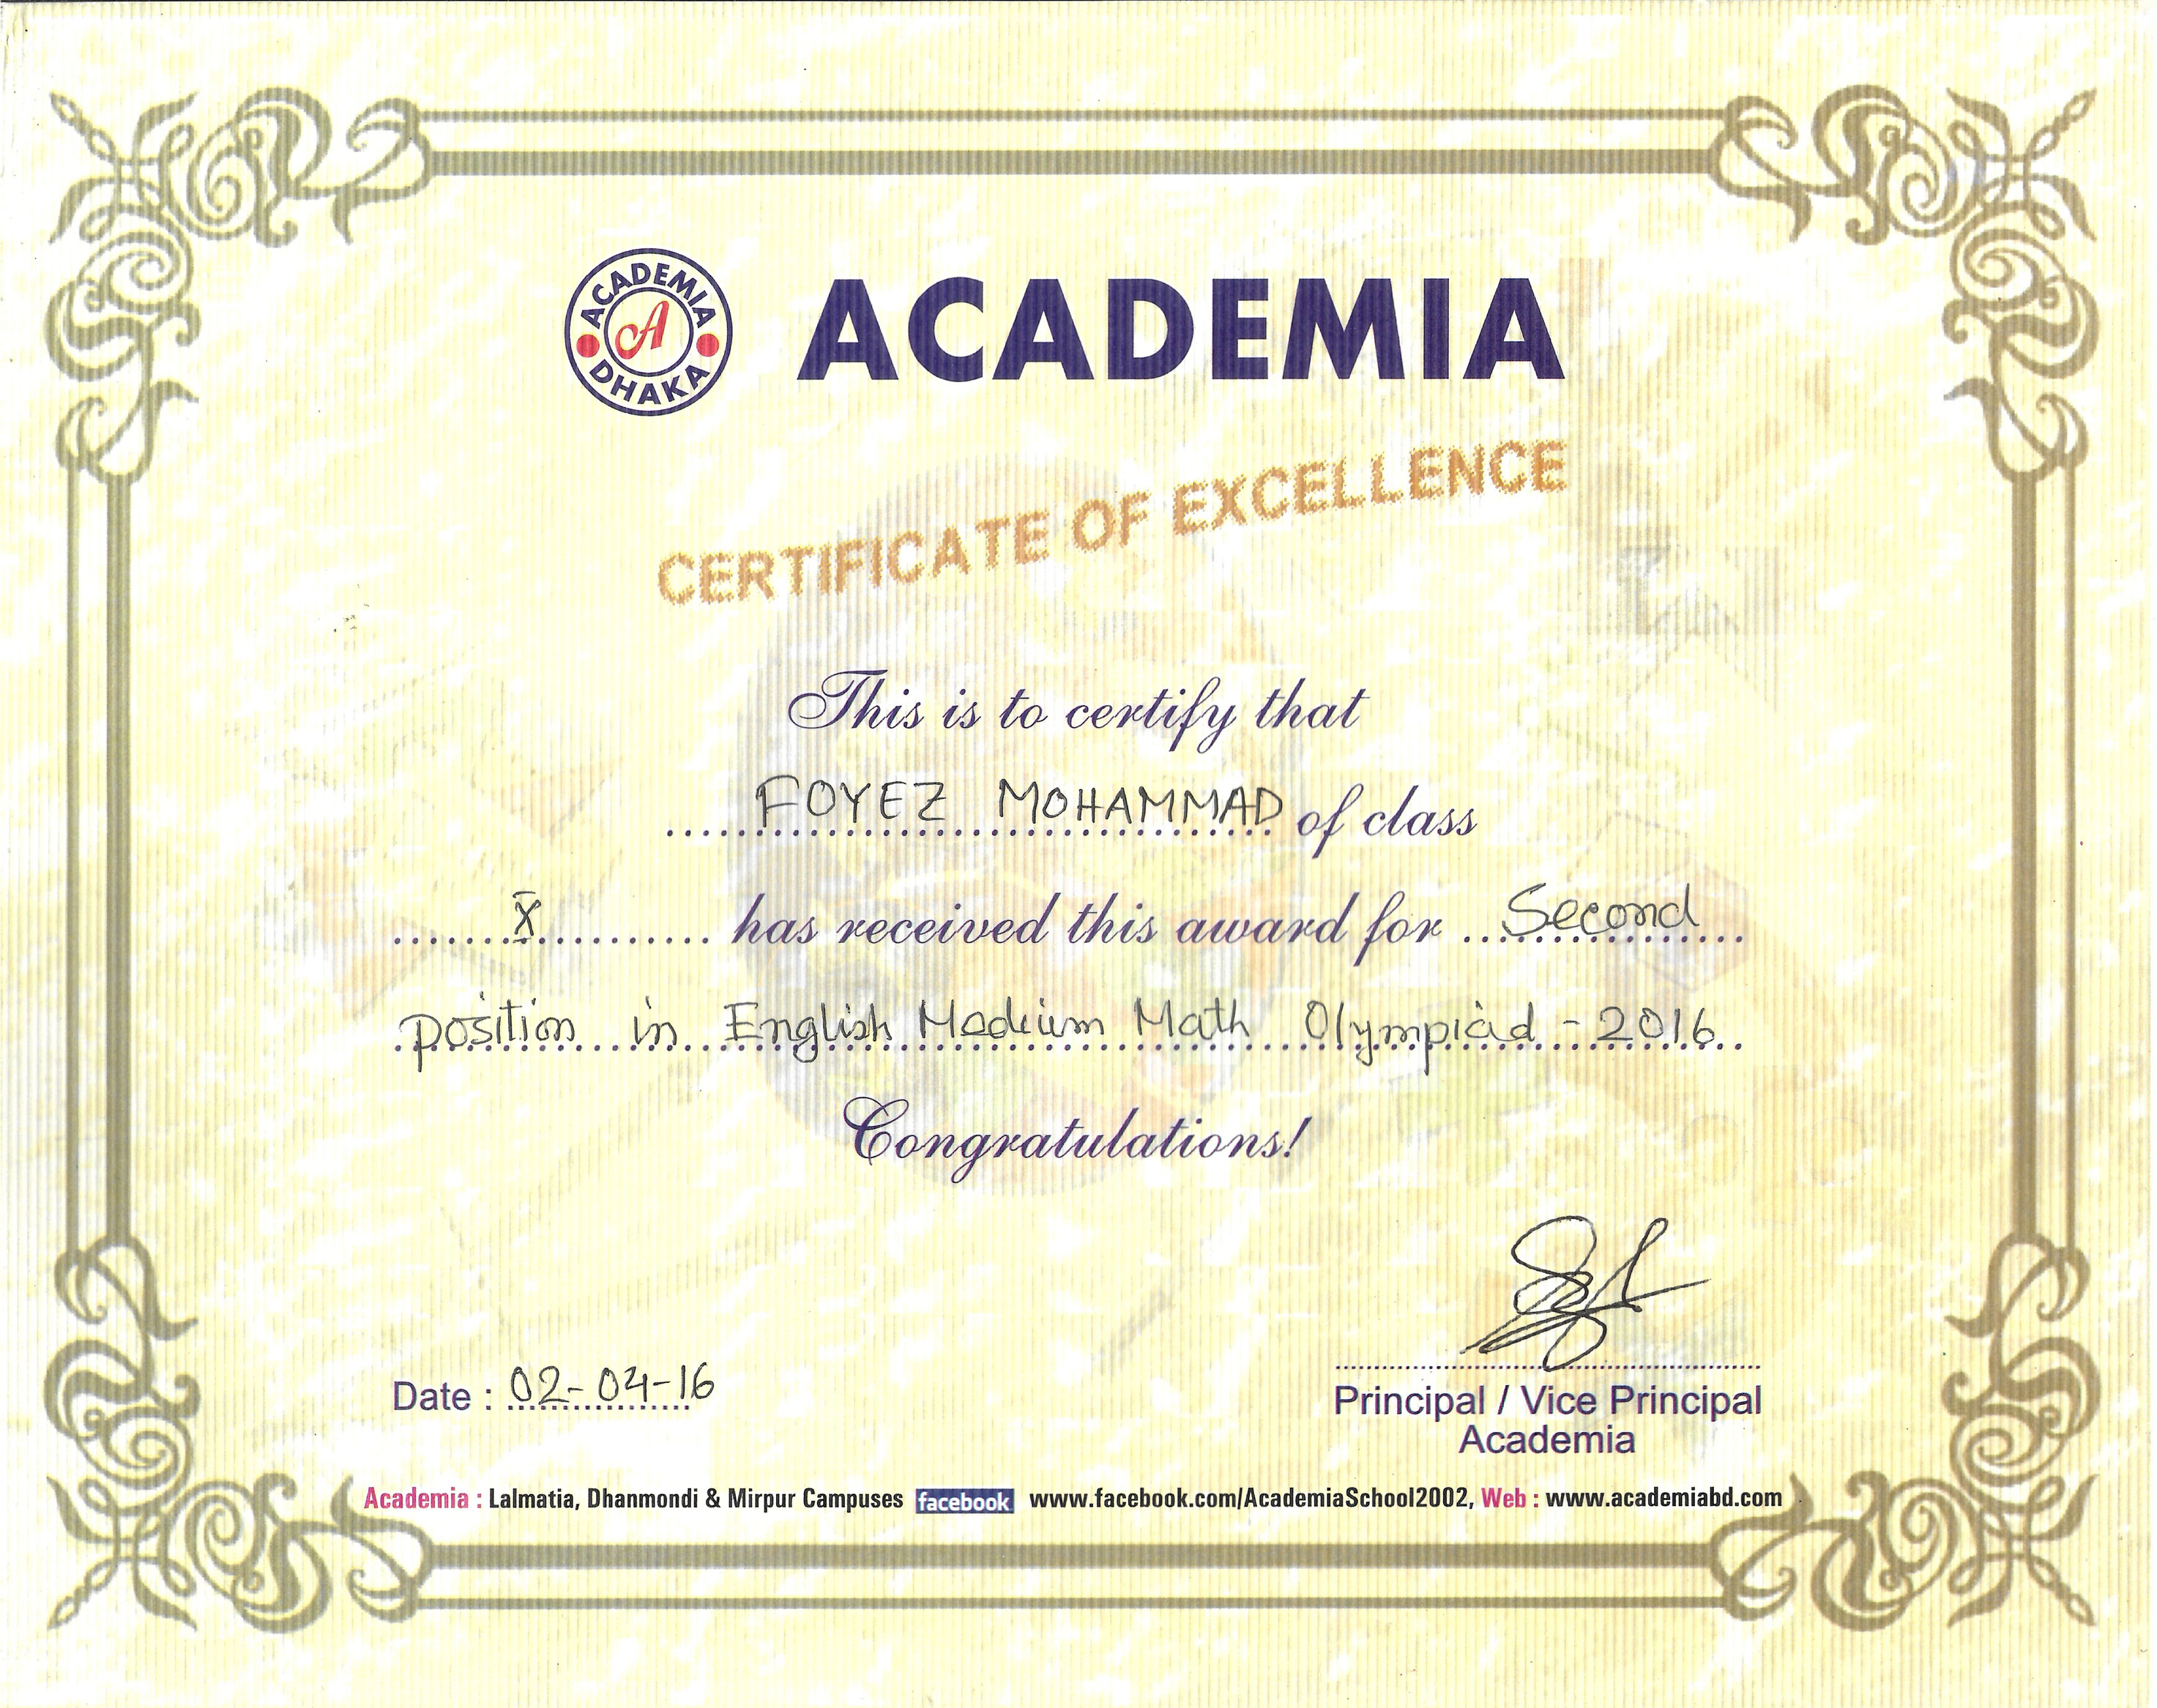 ACADEMIA
DHAKA
A
ACADEMIA
CERTIFICATE OF EXCELLENCE
This is to certify that
FOYEZ MOHAMMAD of class
X has received this award for Second
position in English Medium Math Olympiad - 2016
Congratulations!
Date : 02-04-16
Principal / Vice Principal
Academia
Academia : Lalmatia, Dhanmondi & Mirpur Campuses facebook www.facebook.com/AcademiaSchool2002, Web : www.academiabd.com